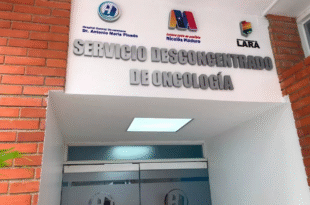 Dr. Antonio María Pineda
Nicolás Maduro
LARA
SERVICIO DESCONCENTRADO
DE ONCOLOGÍA